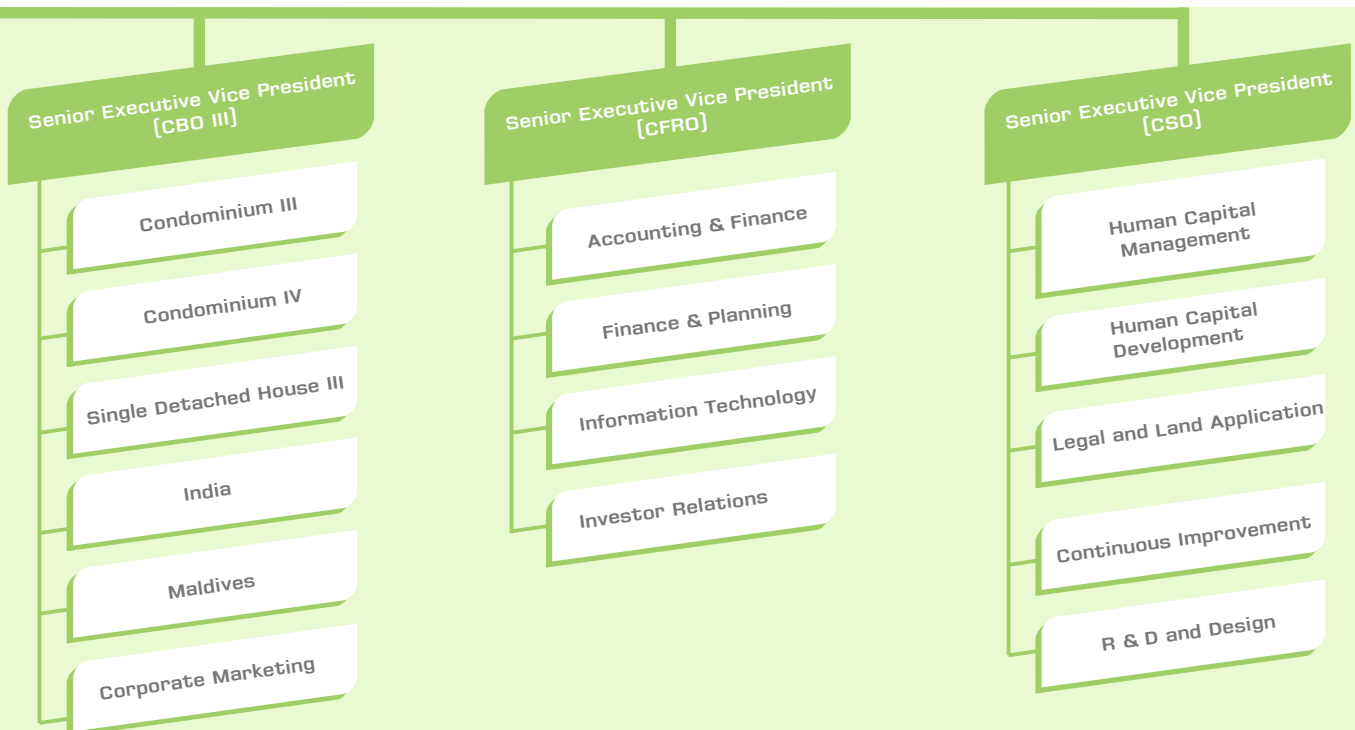 Senior Executive Vice President
[CBO III]
Condominium III
Condominium IV
Single Detached House III
India
Maldives
Corporate Marketing
Senior Executive Vice President
[CFRO]
Accounting & Finance
Finance & Planning
Information Technology
Investor Relations
Senior Executive Vice President
[CSO]
Human Capital
Management
Human Capital
Development
Legal and Land Application
Continuous Improvement
R & D and Design